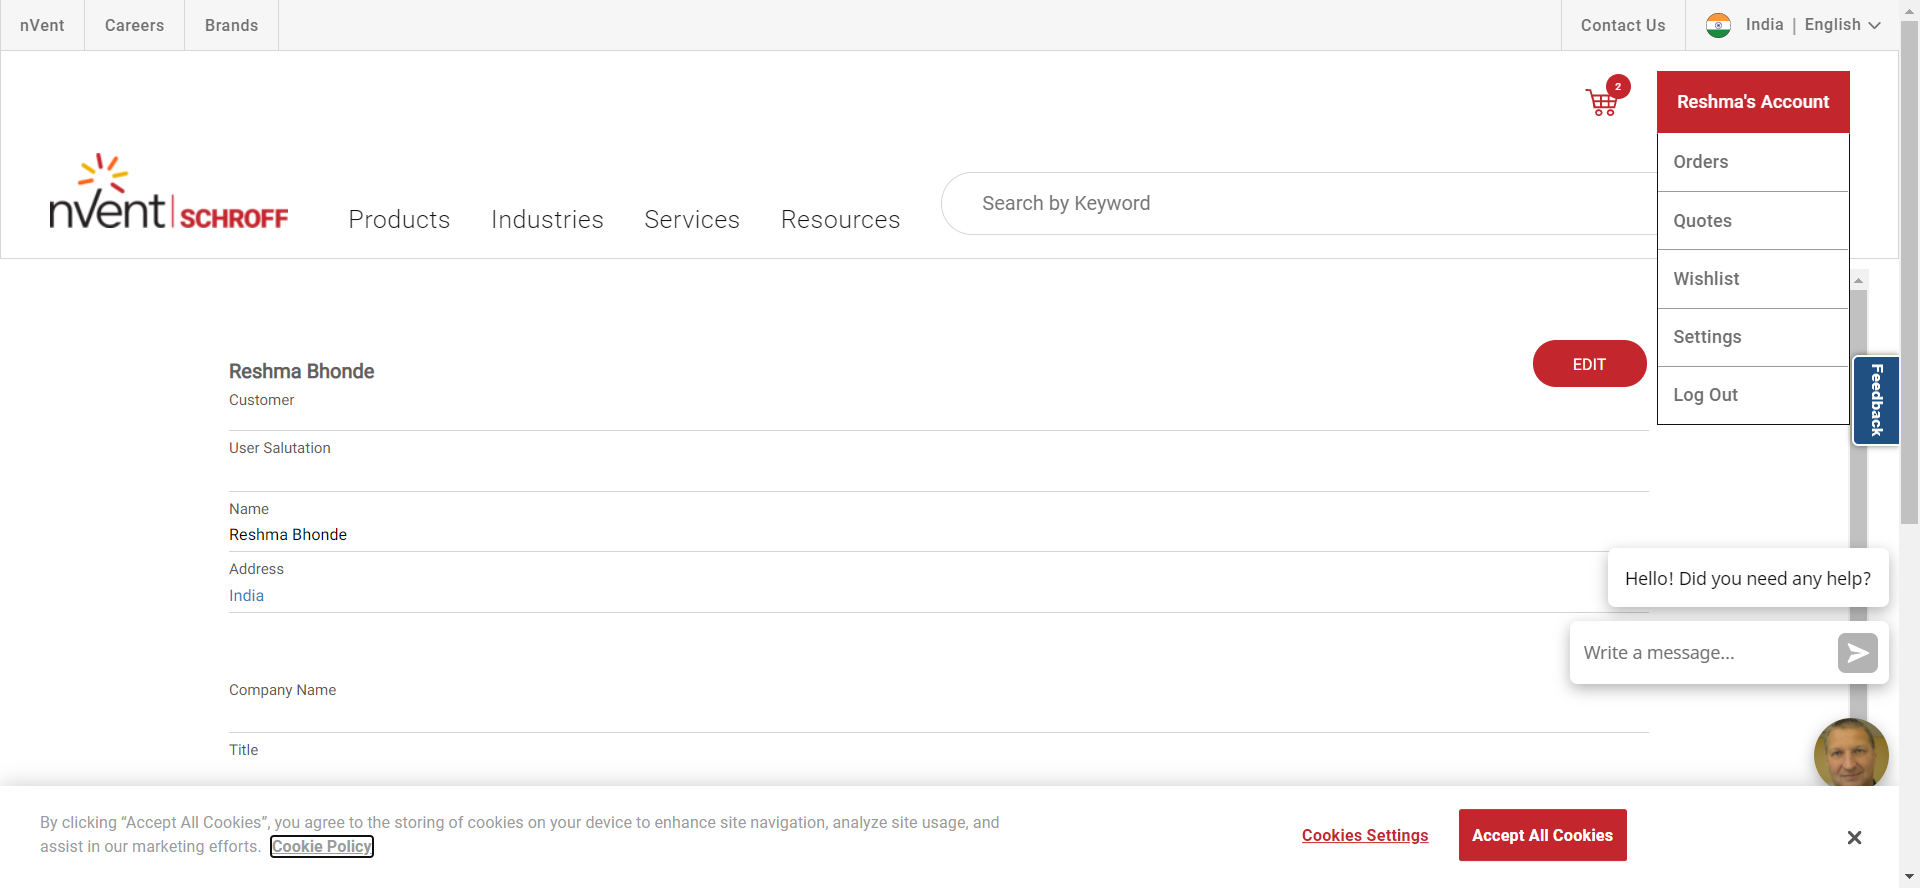 nVent
Careers
Brands
Contact Us
India | English
2
Reshma's Account
Orders
Quotes
Wishlist
Settings
Log Out
nVent | SCHROFF
Products
Industries
Services
Resources
Search by Keyword
Reshma Bhonde
Customer
EDIT
User Salutation
Name
Reshma Bhonde
Address
India
Company Name
Title
Feedback
Hello! Did you need any help?
Write a message...
By clicking “Accept All Cookies”, you agree to the storing of cookies on your device to enhance site navigation, analyze site usage, and
assist in our marketing efforts. Cookie Policy
Cookies Settings
Accept All Cookies